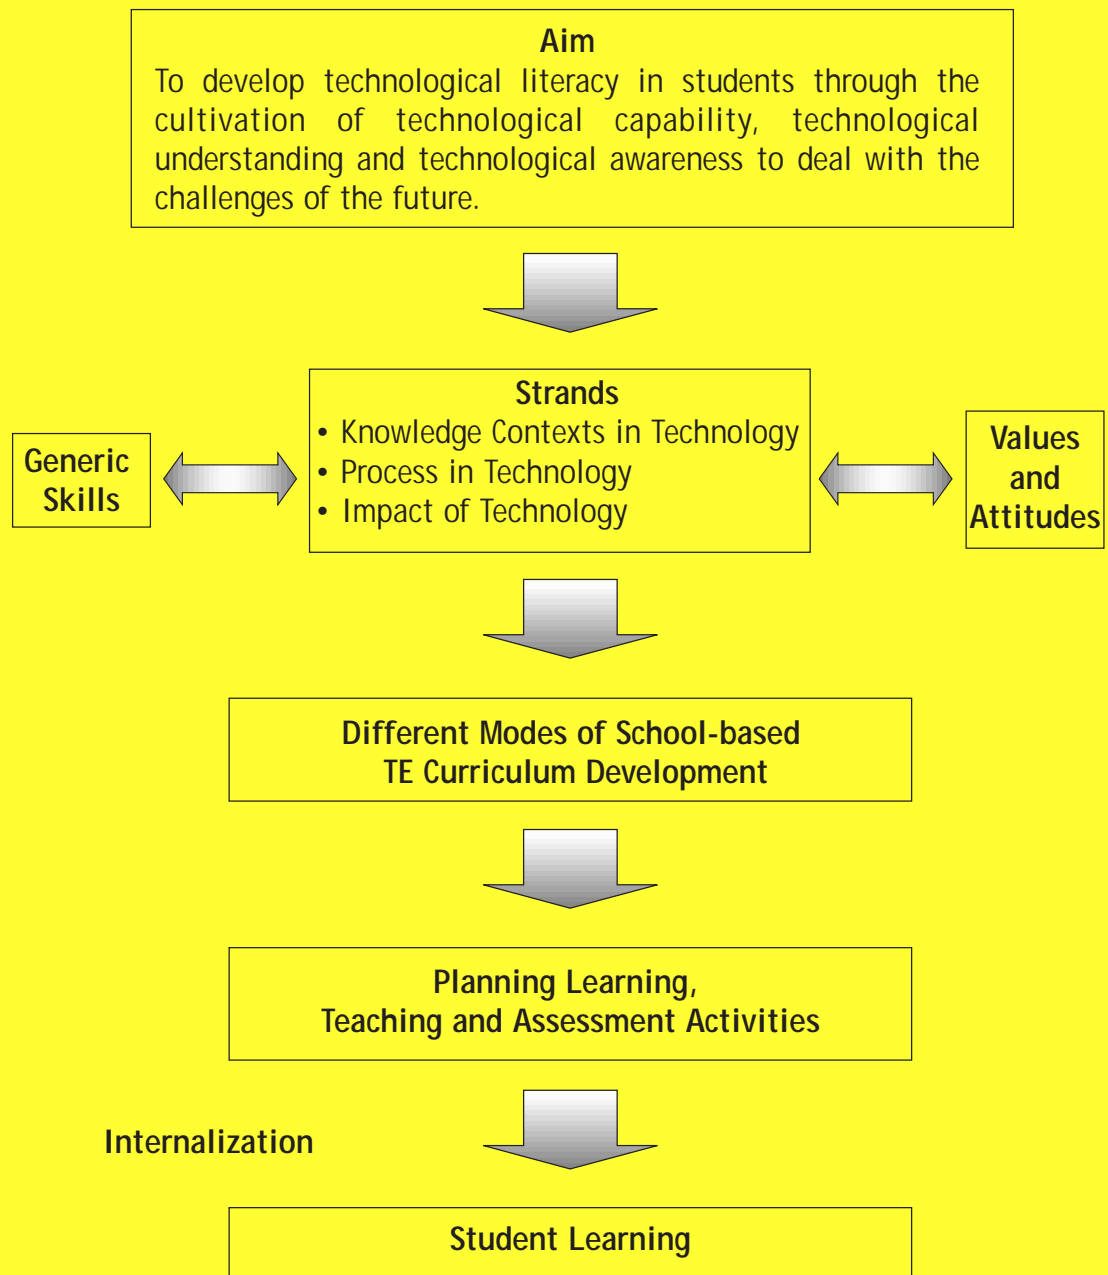 Aim
To develop technological literacy in students through the
cultivation of technological capability, technological
understanding and technological awareness to deal with the
challenges of the future.
Generic
Skills
Strands
• Knowledge Contexts in Technology
• Process in Technology
• Impact of Technology
Values
and
Attitudes
Different Modes of School-based
TE Curriculum Development
Planning Learning,
Teaching and Assessment Activities
Internalization
Student Learning